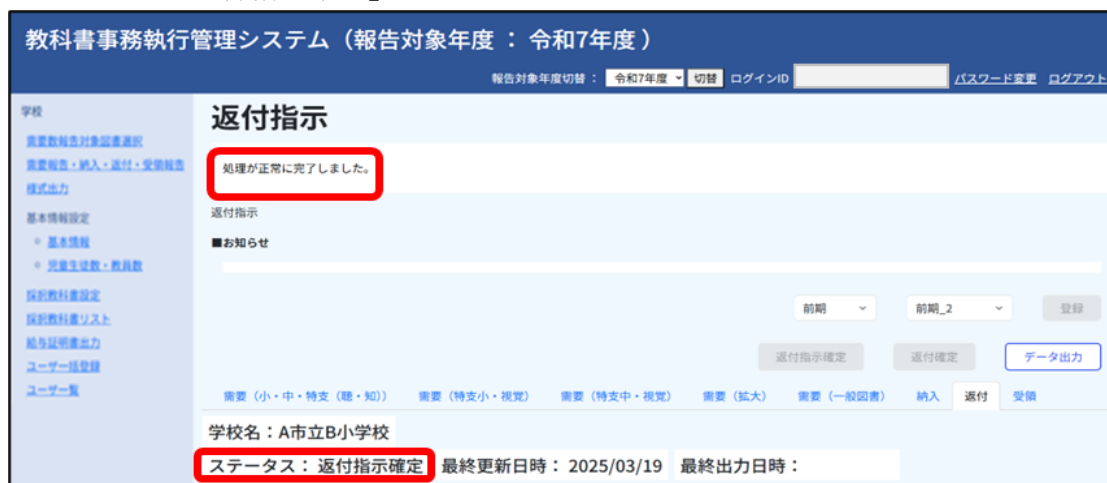 教科書事務執行管理システム（報告対象年度 ： 令和7年度 ）
報告対象年度切替 ： 令和7年度 切替 ログインID パスワード変更 ログアウト
学校
需要数報告対象図書選択
需要報告・納入・返付・受領報告
様式出力
基本情報設定
基本情報
児童生徒数・教員数
採択教科書設定
採択教科書リスト
給与証明書出力
ユーザー一括登録
ユーザー一覧
返付指示
処理が正常に完了しました。
返付指示
■お知らせ
前期 前期_2 登録
返付指示確定 返付確定 データ出力
需要（小・中・特支（聴・知）） 需要（特支小・視覚） 需要（特支中・視覚） 需要（拡大） 需要（一般図書） 納入 返付 受領
学校名：A市立B小学校
ステータス： 返付指示確定 最終更新日時： 2025/03/19 最終出力日時：